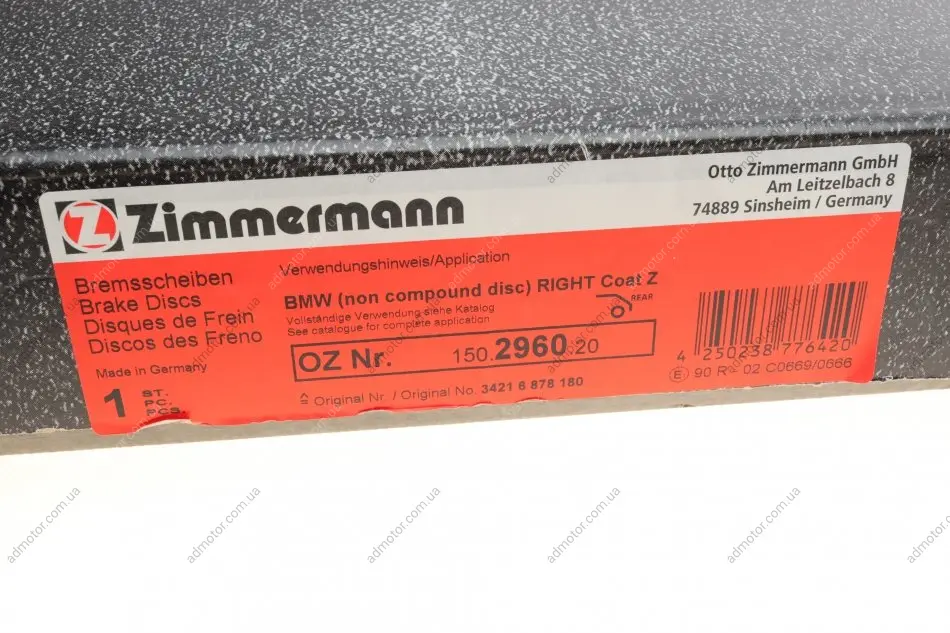 Zimmermann
Otto Zimmermann GmbH
Am Leitzelbach 8
74889 Sinsheim / Germany
Bremsscheiben
Brake Discs
Disques de Frein
Discos des Freno
Made in Germany
1 ST.
PC.
PCS.
Verwendungshinweis/Application
BMW (non compound disc) RIGHT Coat Z
Vollständige Verwendung siehe Katalog
See catalogue for complete application
REAR
OZ Nr. 150.2960.20
≙ Original Nr. / Original No. 3421 6 878 180
4 250238 776420
E 90 R - 02 C0669/0666
admotor.com.ua
admotor.com.ua
admotor.com.ua
admotor.com.ua
admotor.com.ua